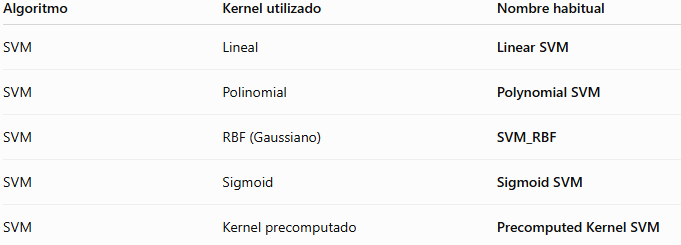 Algoritmo Kernel utilizado Nombre habitual
SVM Lineal Linear SVM
SVM Polinomial Polynomial SVM
SVM RBF (Gaussiano) SVM_RBF
SVM Sigmoid Sigmoid SVM
SVM Kernel precomputado Precomputed Kernel SVM